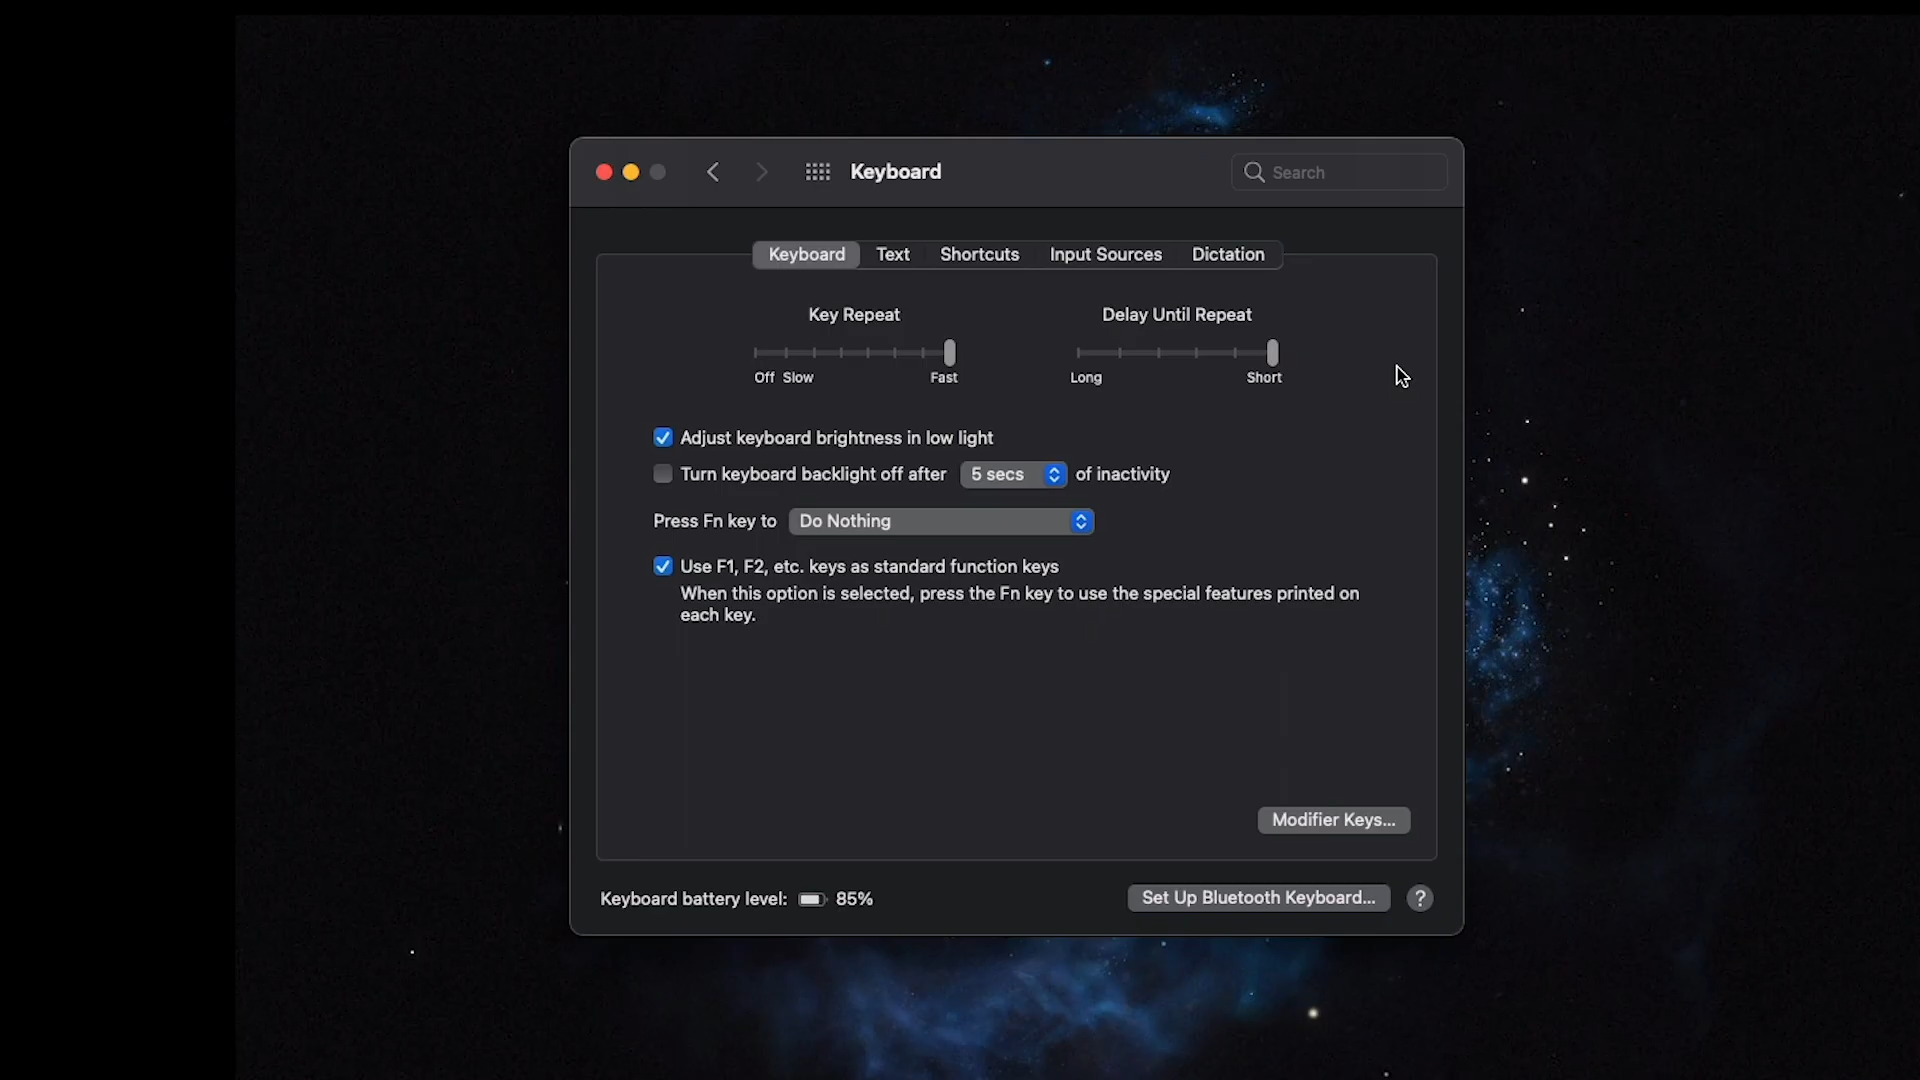 Keyboard
Search
Keyboard Text Shortcuts Input Sources Dictation
Key Repeat Delay Until Repeat
Off Slow Fast Long Short
Adjust keyboard brightness in low light
Turn keyboard backlight off after 5 secs of inactivity
Press Fn key to Do Nothing
Use F1, F2, etc. keys as standard function keys
When this option is selected, press the Fn key to use the special features printed on
each key.
Modifier Keys...
Keyboard battery level: 85% Set Up Bluetooth Keyboard... ?